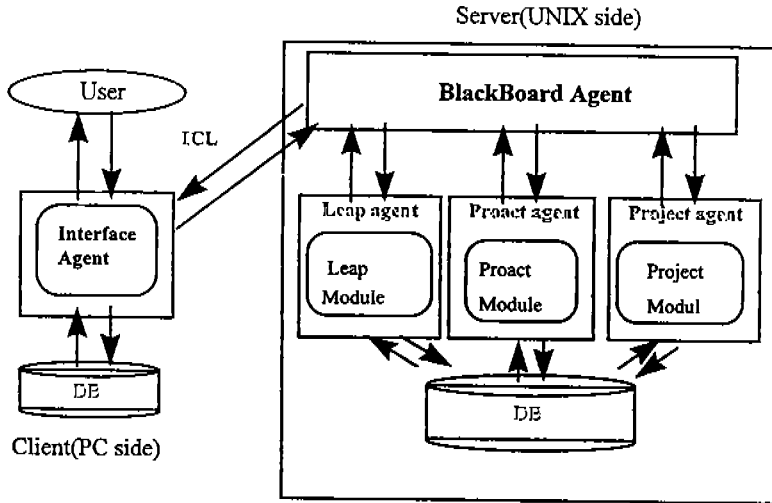 Server(UNIX side)
User
BlackBoard Agent
ICL
Interface
Agent
Leap agent
Proact agent
Project agent
Leap
Module
Proact
Module
Project
Modul
DB
DB
Client(PC side)